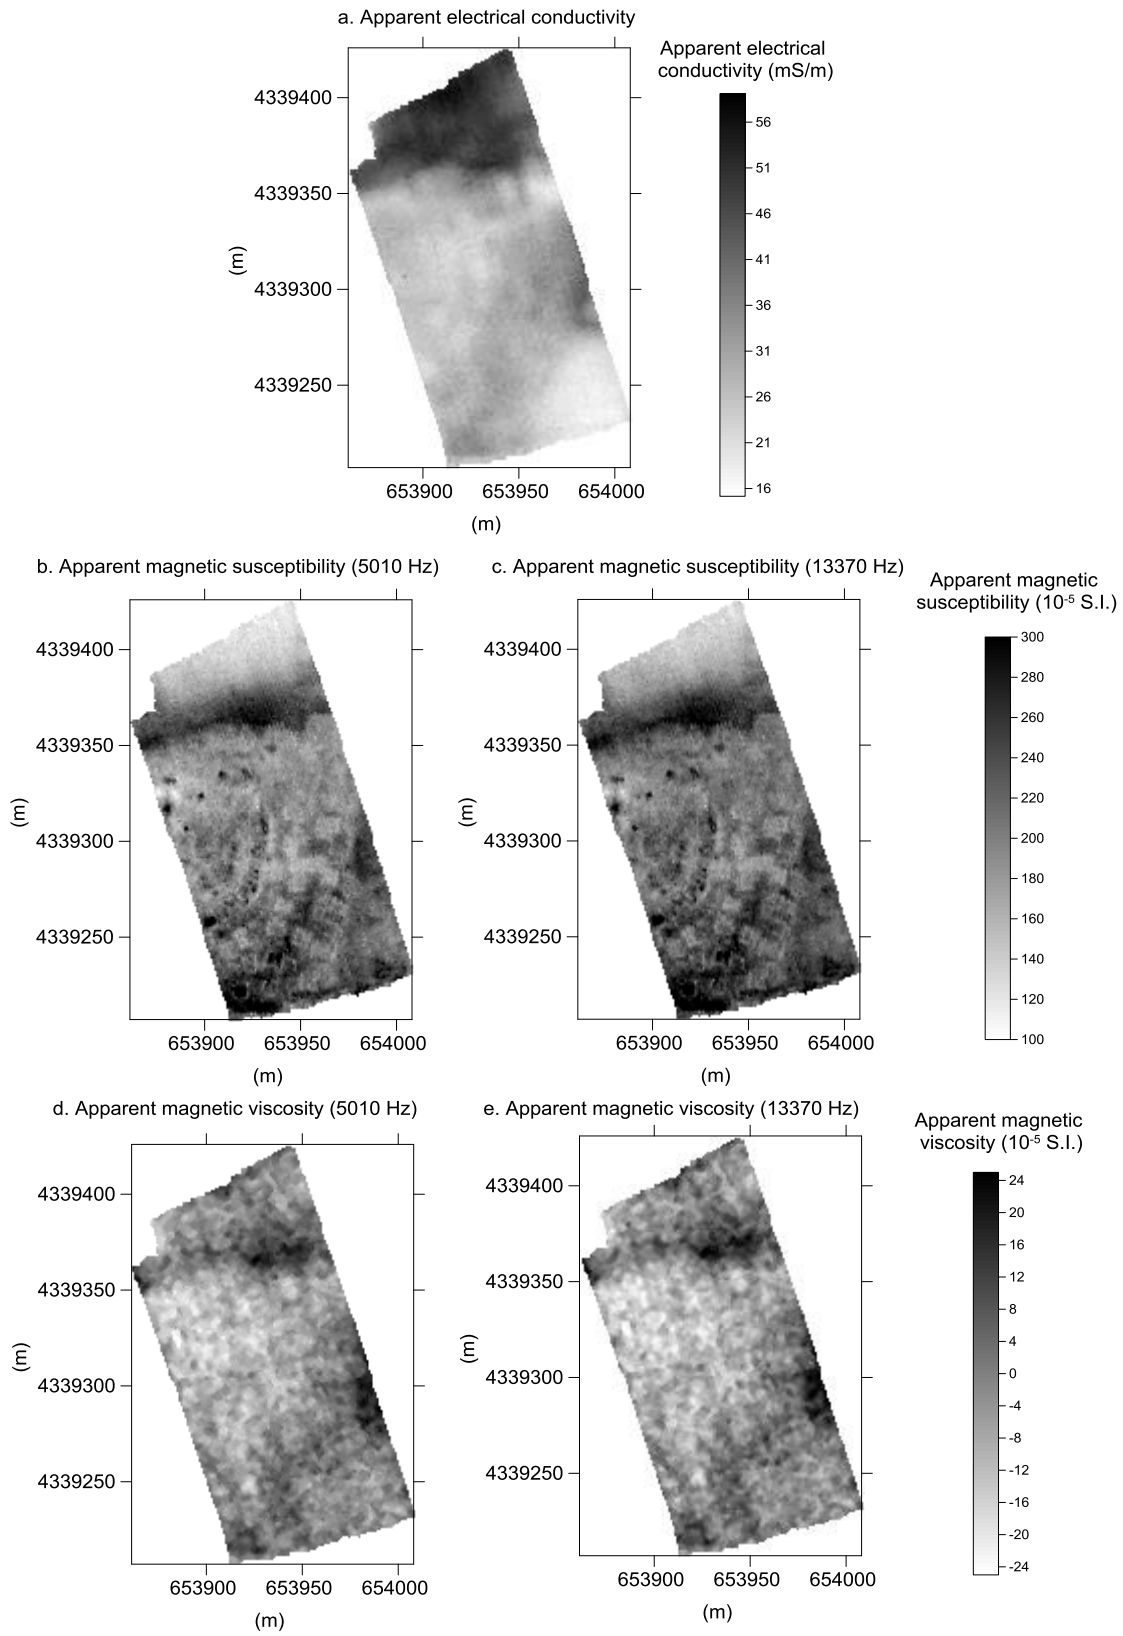 a. Apparent electrical conductivity
Apparent electrical
conductivity (mS/m)
4339400
4339350
4339300
4339250
(m)
653900 653950 654000
(m)
56
51
46
41
36
31
26
21
16
b. Apparent magnetic susceptibility (5010 Hz)
4339400
4339350
4339300
4339250
(m)
653900 653950 654000
(m)
c. Apparent magnetic susceptibility (13370 Hz)
4339400
4339350
4339300
4339250
(m)
653900 653950 654000
(m)
Apparent magnetic
susceptibility (10⁻⁵ S.I.)
300
280
260
240
220
200
180
160
140
120
100
d. Apparent magnetic viscosity (5010 Hz)
4339400
4339350
4339300
4339250
(m)
653900 653950 654000
(m)
e. Apparent magnetic viscosity (13370 Hz)
4339400
4339350
4339300
4339250
(m)
653900 653950 654000
(m)
Apparent magnetic
viscosity (10⁻⁵ S.I.)
24
20
16
12
8
4
0
-4
-8
-12
-16
-20
-24